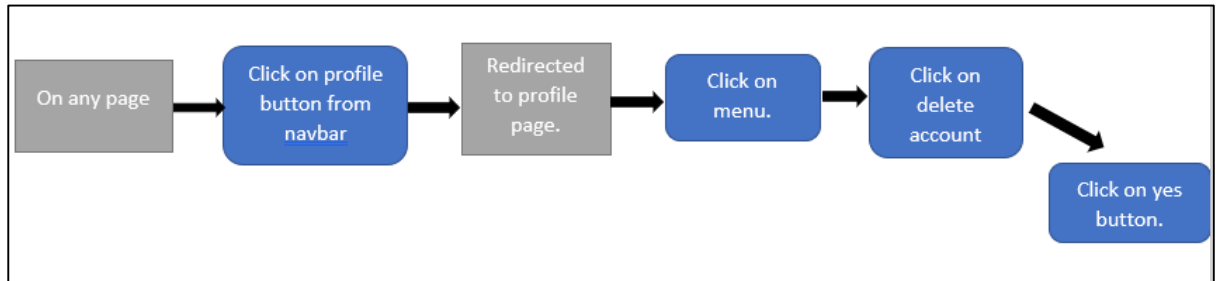 On any page
Click on profile
button from
navbar
Redirected
to profile
page.
Click on
menu.
Click on
delete
account
Click on yes
button.